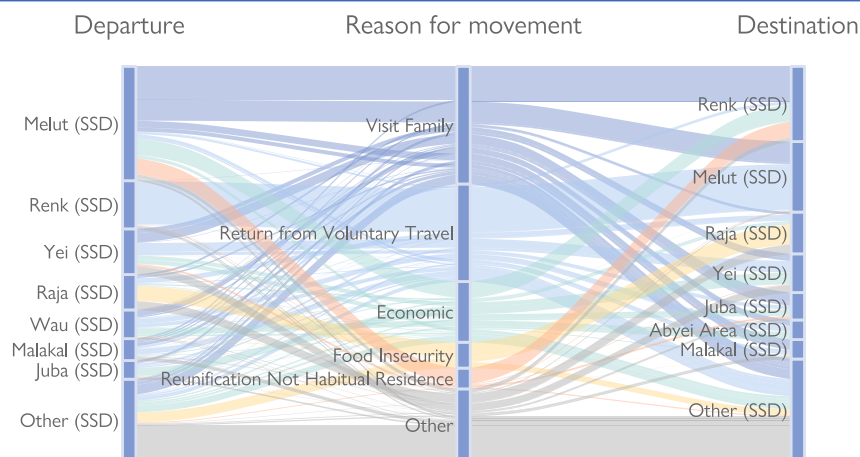 Departure
Reason for movement
Destination
Melut (SSD)
Renk (SSD)
Yei (SSD)
Raja (SSD)
Wau (SSD)
Malakal (SSD)
Juba (SSD)
Other (SSD)
Visit Family
Return from Voluntary Travel
Economic
Food Insecurity
Reunification Not Habitual Residence
Other
Renk (SSD)
Melut (SSD)
Raja (SSD)
Yei (SSD)
Juba (SSD)
Abyei Area (SSD)
Malakal (SSD)
Other (SSD)